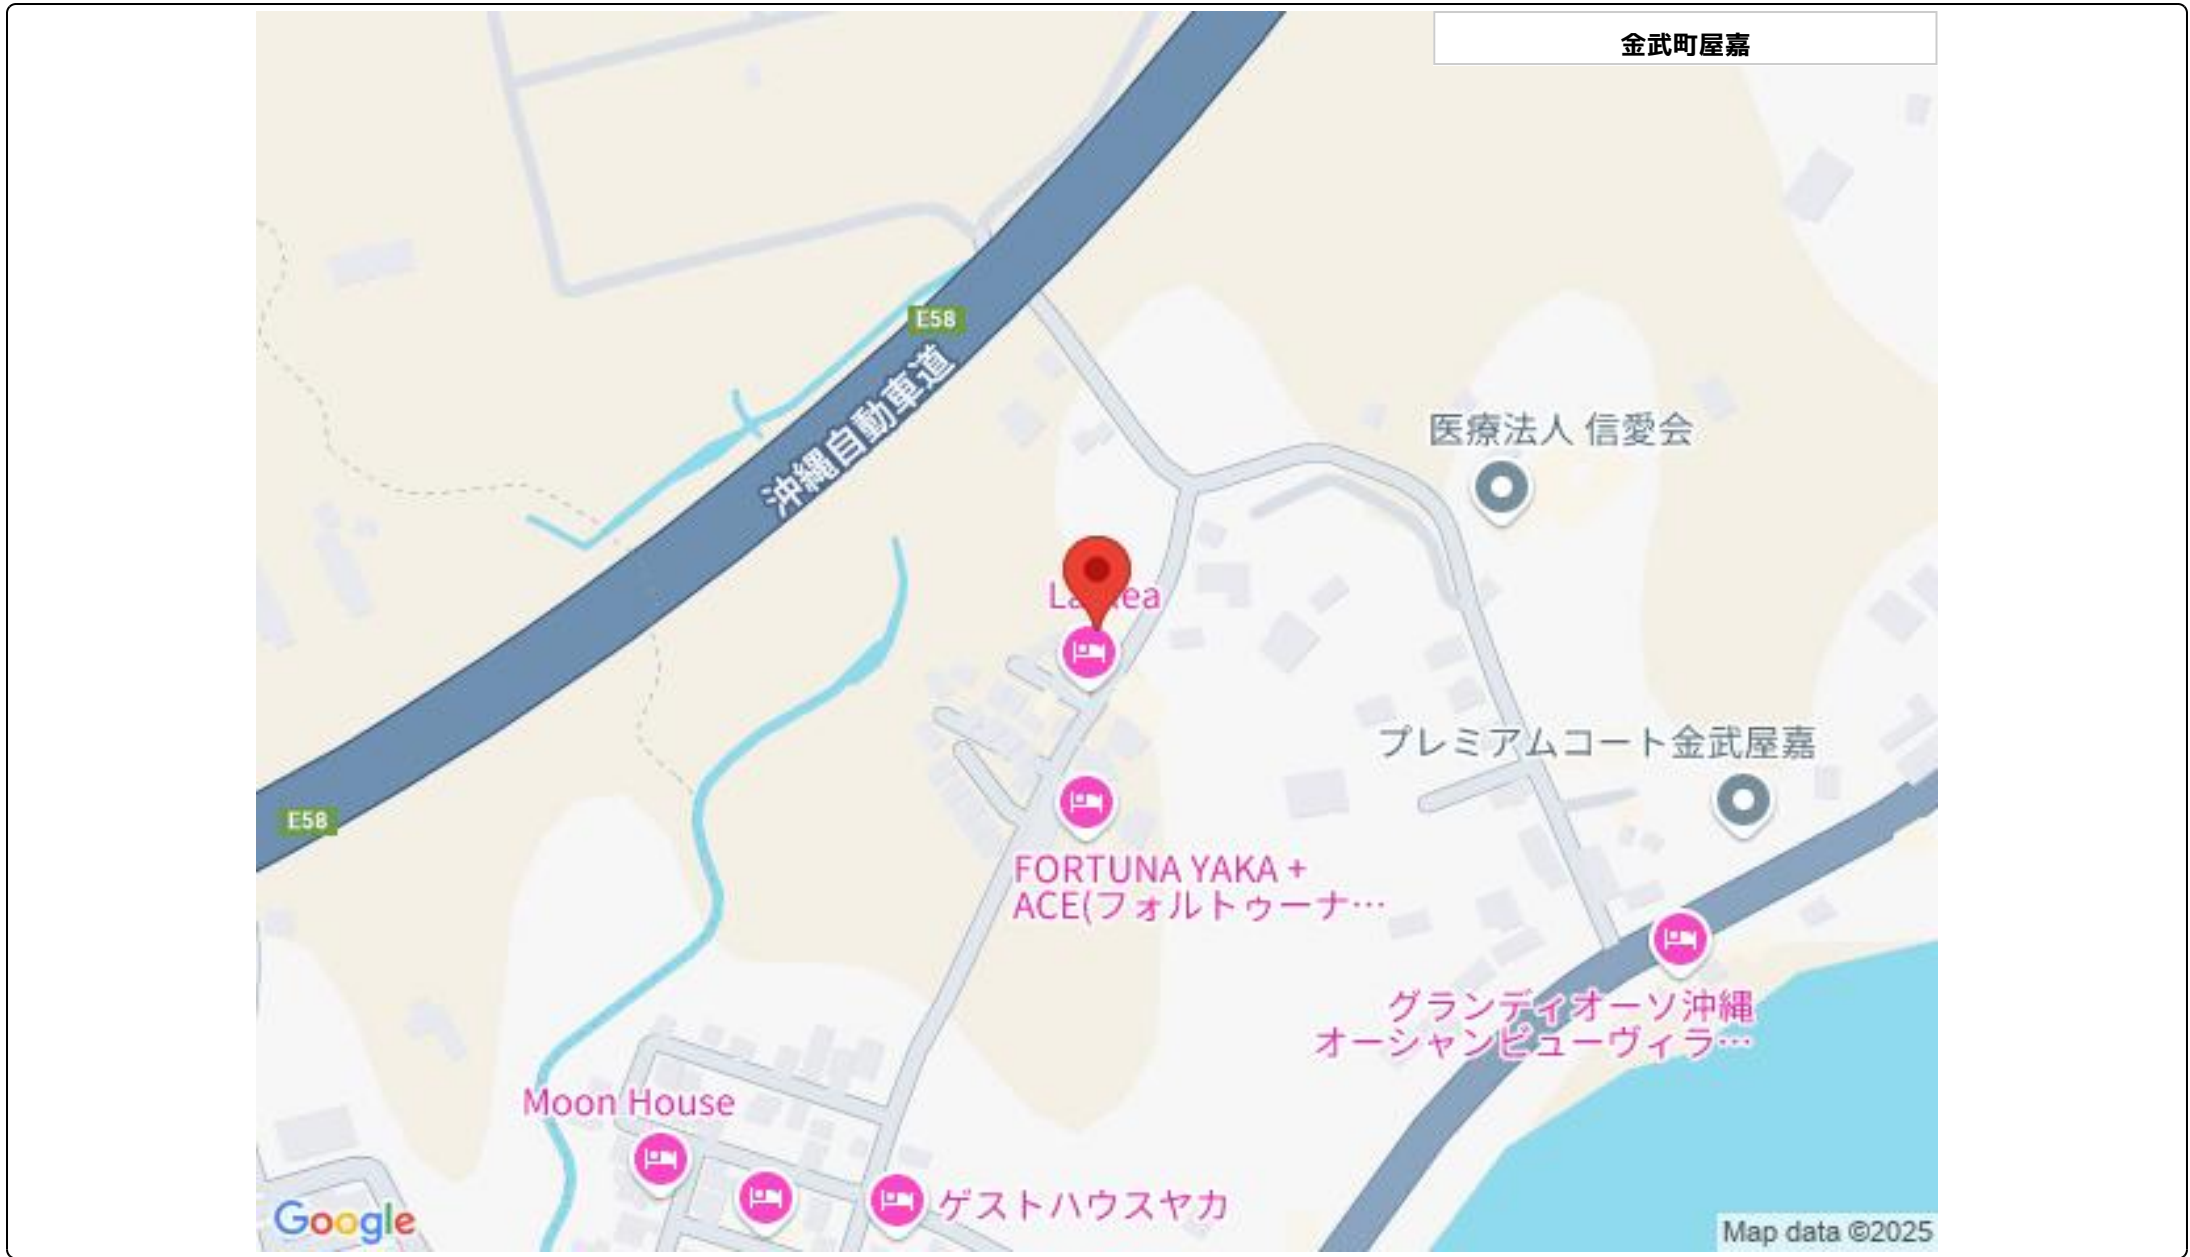 金武町屋嘉
E58
沖縄自動車道
医療法人 信愛会
プレミアムコート金武屋嘉
E58
FORTUNA YAKA +
ACE(フォルトゥーナ…
グランディオーソ沖縄
オーシャンビューヴィラ…
Moon House
ゲストハウスヤカ
Google
Map data ©2025